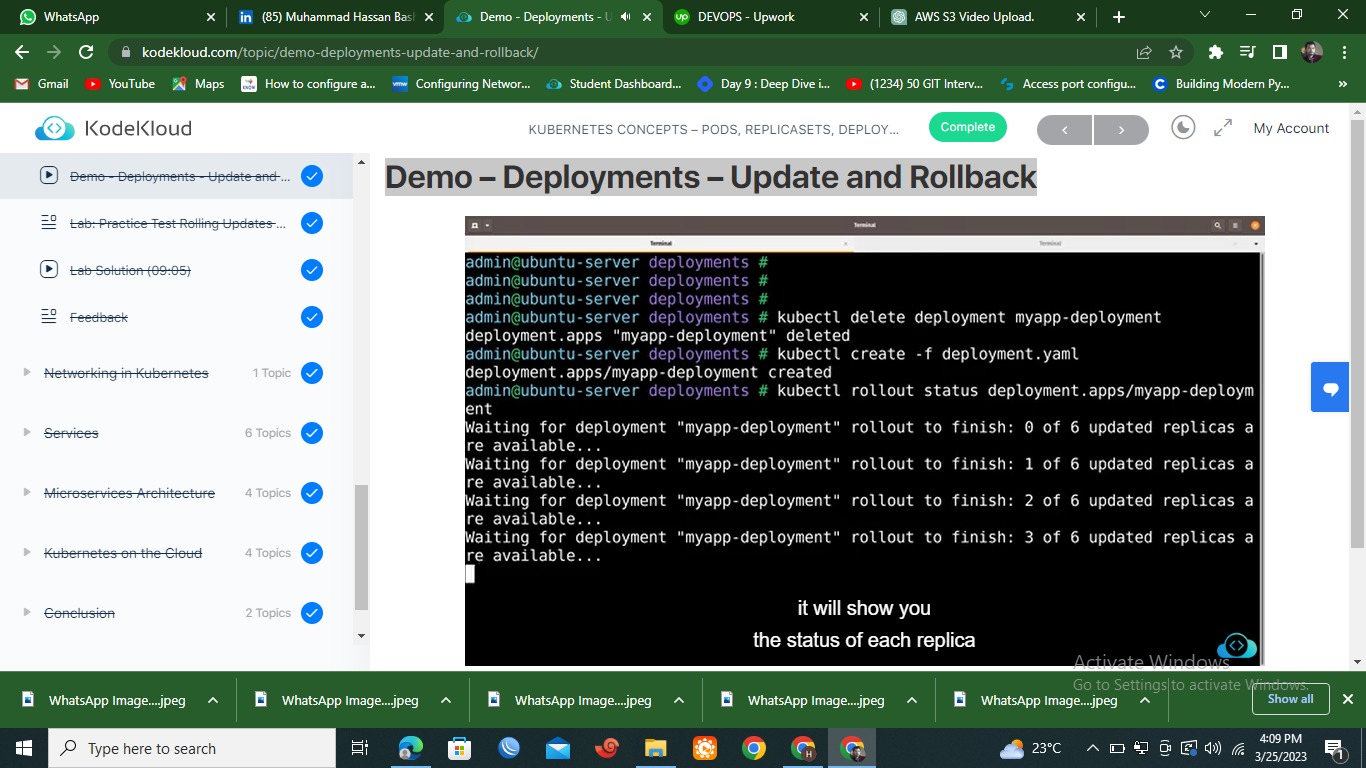 WhatsApp
(85) Muhammad Hassan Bas
Demo - Deployments - U
DEVOPS - Upwork
AWS S3 Video Upload.
kodekloud.com/topic/demo-deployments-update-and-rollback/
Gmail
YouTube
Maps
How to configure a...
Configuring Networ...
Student Dashboard...
Day 9 : Deep Dive i...
(1234) 50 GIT Interv...
Access port configu...
Building Modern Py...
»
KodeKloud
KUBERNETES CONCEPTS – PODS, REPLICASETS, DEPLOY...
Complete
My Account
Demo - Deployments - Update and ...
Lab: Practice Test Rolling Updates ...
Lab Solution (09:05)
Feedback
Networking in Kubernetes 1 Topic
Services 6 Topics
Microservices Architecture 4 Topics
Kubernetes on the Cloud 4 Topics
Conclusion 2 Topics
Demo – Deployments – Update and Rollback
Terminal
Terminal Terminal
admin@ubuntu-server deployments #
admin@ubuntu-server deployments #
admin@ubuntu-server deployments #
admin@ubuntu-server deployments # kubectl delete deployment myapp-deployment
deployment.apps "myapp-deployment" deleted
admin@ubuntu-server deployments # kubectl create -f deployment.yaml
deployment.apps/myapp-deployment created
admin@ubuntu-server deployments # kubectl rollout status deployment.apps/myapp-deploym
ent
Waiting for deployment "myapp-deployment" rollout to finish: 0 of 6 updated replicas a
re available...
Waiting for deployment "myapp-deployment" rollout to finish: 1 of 6 updated replicas a
re available...
Waiting for deployment "myapp-deployment" rollout to finish: 2 of 6 updated replicas a
re available...
Waiting for deployment "myapp-deployment" rollout to finish: 3 of 6 updated replicas a
re available...
it will show you
the status of each replica
Activate Windows
Go to Settings to activate Windows.
WhatsApp Image....jpeg
WhatsApp Image....jpeg
WhatsApp Image....jpeg
WhatsApp Image....jpeg
WhatsApp Image....jpeg
Show all
Type here to search
23°C
4:09 PM
3/25/2023
1